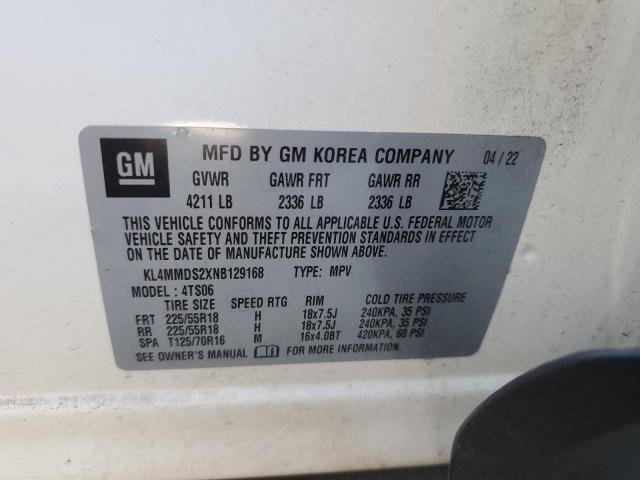 GM MFD BY GM KOREA COMPANY 04 / 22
GVWR GAWR FRT GAWR RR
4211 LB 2336 LB 2336 LB
THIS VEHICLE CONFORMS TO ALL APPLICABLE U.S. FEDERAL MOTOR
VEHICLE SAFETY AND THEFT PREVENTION STANDARDS IN EFFECT
ON THE DATE OF MANUFACTURE SHOWN ABOVE.
KL4MMDS2XNB129168 TYPE: MPV
MODEL : 4TS06
TIRE SIZE SPEED RTG RIM COLD TIRE PRESSURE
FRT 225/55R18 H 18x7.5J 240KPA, 35 PSI
RR 225/55R18 H 18x7.5J 240KPA, 35 PSI
SPA T125/70R16 M 16x4.0BT 420KPA, 60 PSI
SEE OWNER'S MANUAL FOR MORE INFORMATION.